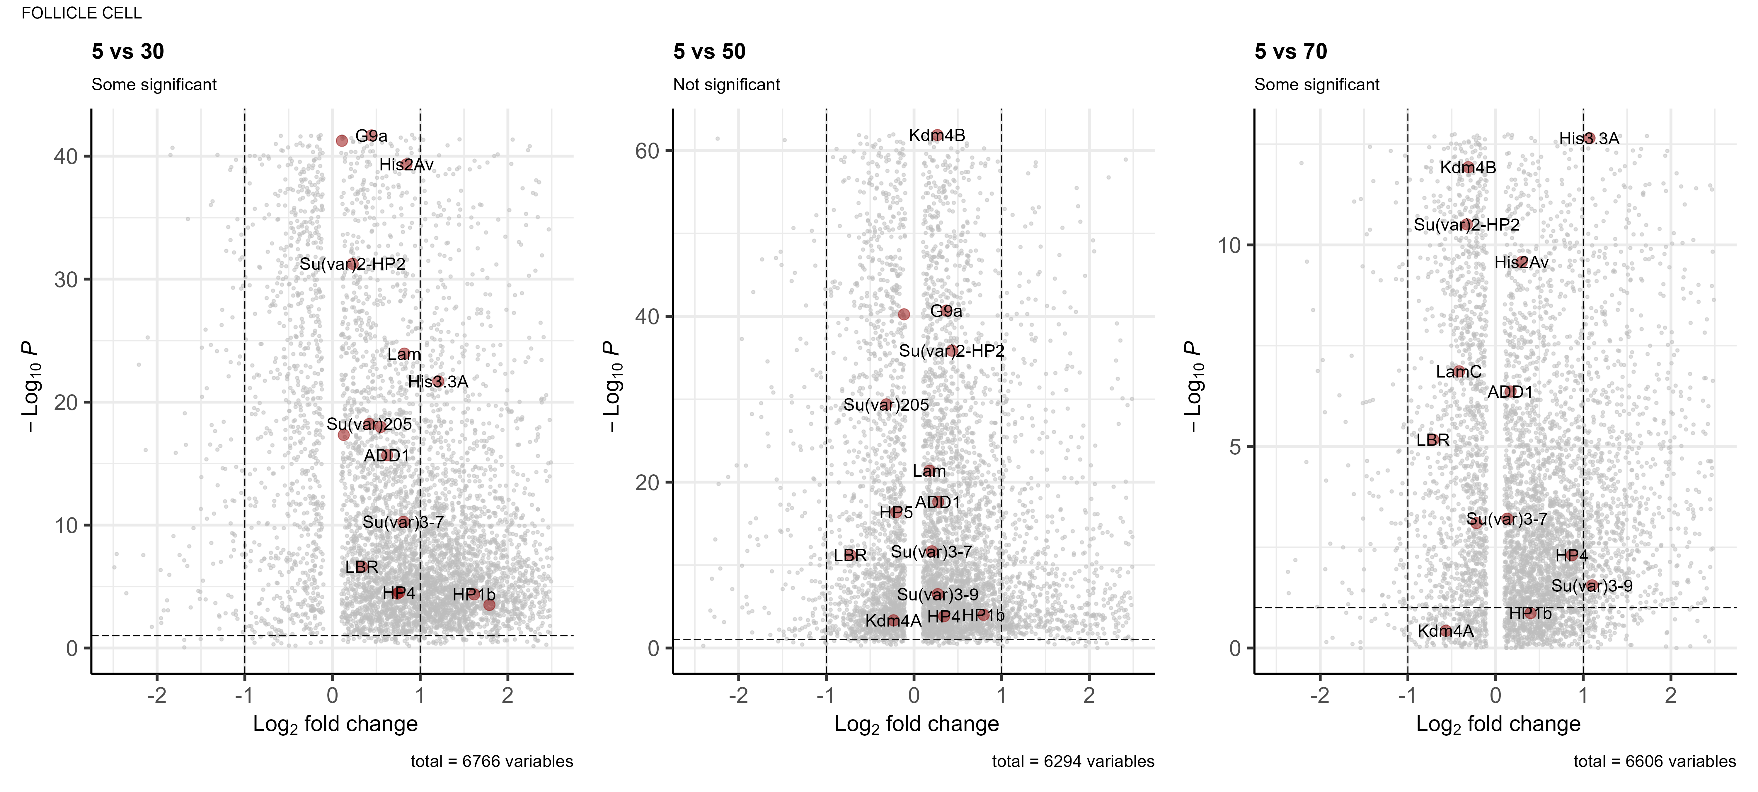 FOLLICLE CELL
5 vs 30
Some significant
− Log10 P
40
30
20
10
0
G9a
His2Av
Su(var)2-HP2
Lam
His3.3A
Su(var)205
ADD1
Su(var)3-7
LBR
HP4
HP1b
-2
-1
0
1
2
Log2 fold change
total = 6766 variables
5 vs 50
Not significant
− Log10 P
60
40
20
0
Kdm4B
G9a
Su(var)2-HP2
Su(var)205
Lam
ADD1
HP5
Su(var)3-7
LBR
Su(var)3-9
HP4
HP1b
Kdm4A
-2
-1
0
1
2
Log2 fold change
total = 6294 variables
5 vs 70
Some significant
− Log10 P
10
5
0
His3.3A
Kdm4B
Su(var)2-HP2
His2Av
LamC
ADD1
LBR
Su(var)3-7
HP4
Su(var)3-9
HP1b
Kdm4A
-2
-1
0
1
2
Log2 fold change
total = 6606 variables